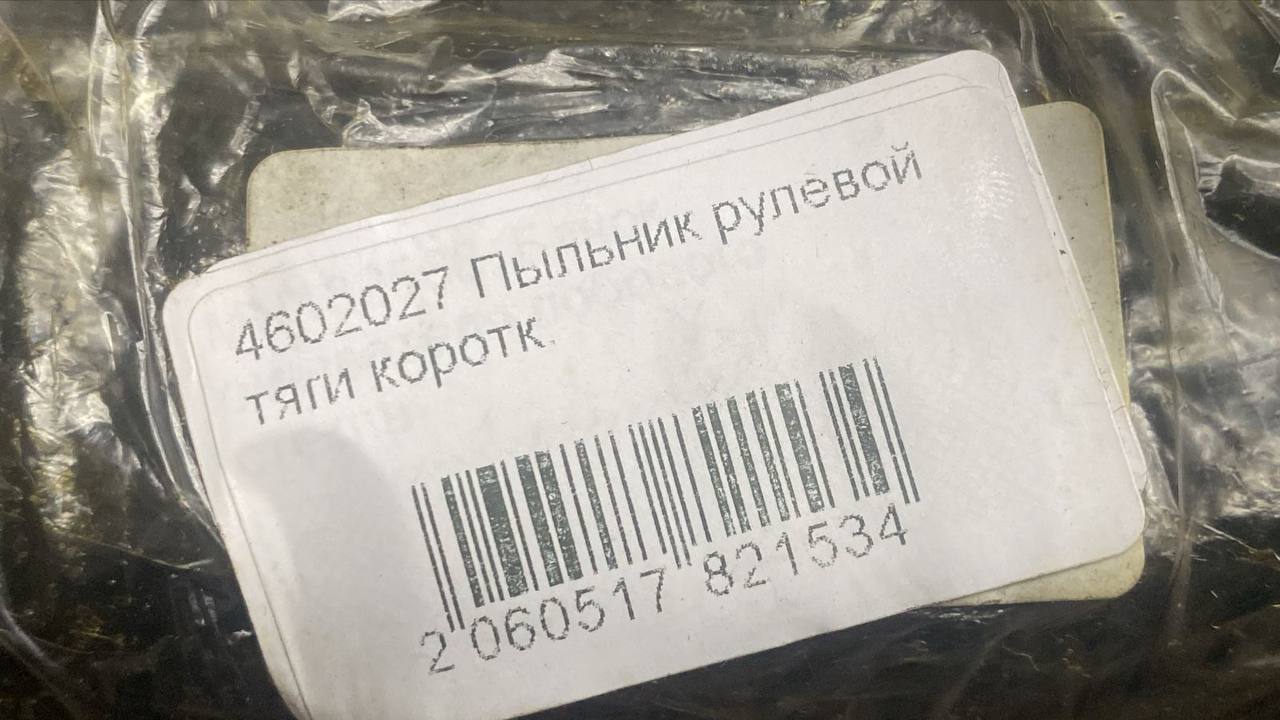 4602027 Пыльник рулевой
тяги коротк.
2 060517 821534